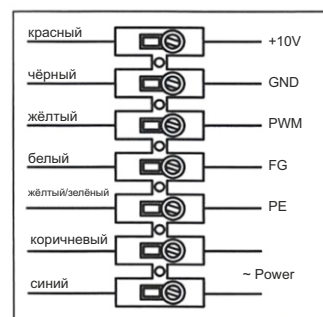 красный +10V
чёрный GND
жёлтый PWM
белый FG
жёлтый/зелёный PE
коричневый
~ Power
синий